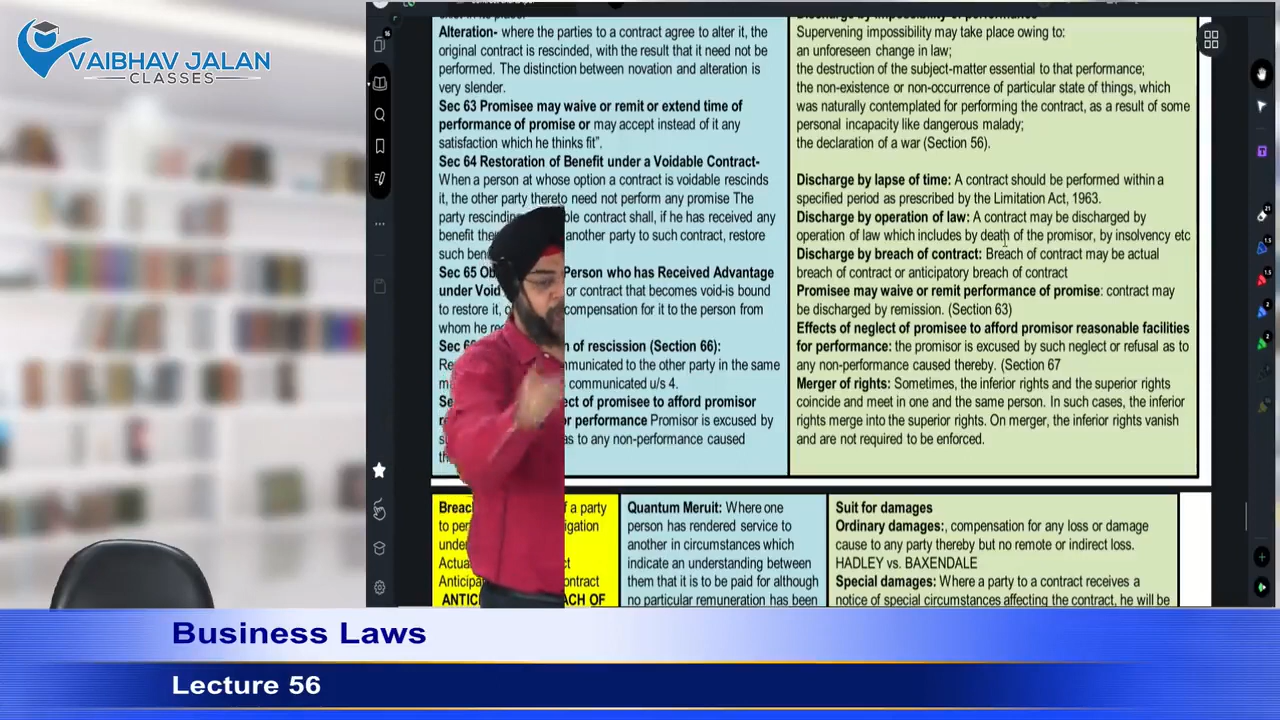 VAIBHAV JALAN
CLASSES
Alteration- where the parties to a contract agree to alter it, the
original contract is rescinded, with the result that it need not be
performed. The distinction between novation and alteration is
very slender.
Sec 63 Promisee may waive or remit or extend time of
performance of promise or may accept instead of it any
satisfaction which he thinks fit”.
Sec 64 Restoration of Benefit under a Voidable Contract-
When a person at whose option a contract is voidable rescinds
it, the other party thereto need not perform any promise The
party rescinding ble contract shall, if he has received any
benefit another party to such contract, restore
such
Sec 65 Person who has Received Advantage
under Void or contract that becomes void-is bound
to restore it, compensation for it to the person from
whom he
Sec of rescission (Section 66):
communicated to the other party in the same
communicated u/s 4.
of promisee to afford promisor
performance Promisor is excused by
as to any non-performance caused
Discharge by impossibility of performance
Supervening impossibility may take place owing to:
an unforeseen change in law;
the destruction of the subject-matter essential to that performance;
the non-existence or non-occurrence of particular state of things, which
was naturally contemplated for performing the contract, as a result of some
personal incapacity like dangerous malady;
the declaration of a war (Section 56).
Discharge by lapse of time: A contract should be performed within a
specified period as prescribed by the Limitation Act, 1963.
Discharge by operation of law: A contract may be discharged by
operation of law which includes by death of the promisor, by insolvency etc
Discharge by breach of contract: Breach of contract may be actual
breach of contract or anticipatory breach of contract
Promisee may waive or remit performance of promise: contract may
be discharged by remission. (Section 63)
Effects of neglect of promisee to afford promisor reasonable facilities
for performance: the promisor is excused by such neglect or refusal as to
any non-performance caused thereby. (Section 67
Merger of rights: Sometimes, the inferior rights and the superior rights
coincide and meet in one and the same person. In such cases, the inferior
rights merge into the superior rights. On merger, the inferior rights vanish
and are not required to be enforced.
of a party
to
Quantum Meruit: Where one
person has rendered service to
another in circumstances which
indicate an understanding between
them that it is to be paid for although
no particular remuneration has been
Suit for damages
Ordinary damages:, compensation for any loss or damage
cause to any party thereby but no remote or indirect loss.
HADLEY vs. BAXENDALE
Special damages: Where a party to a contract receives a
notice of special circumstances affecting the contract, he will be
Business Laws
Lecture 56